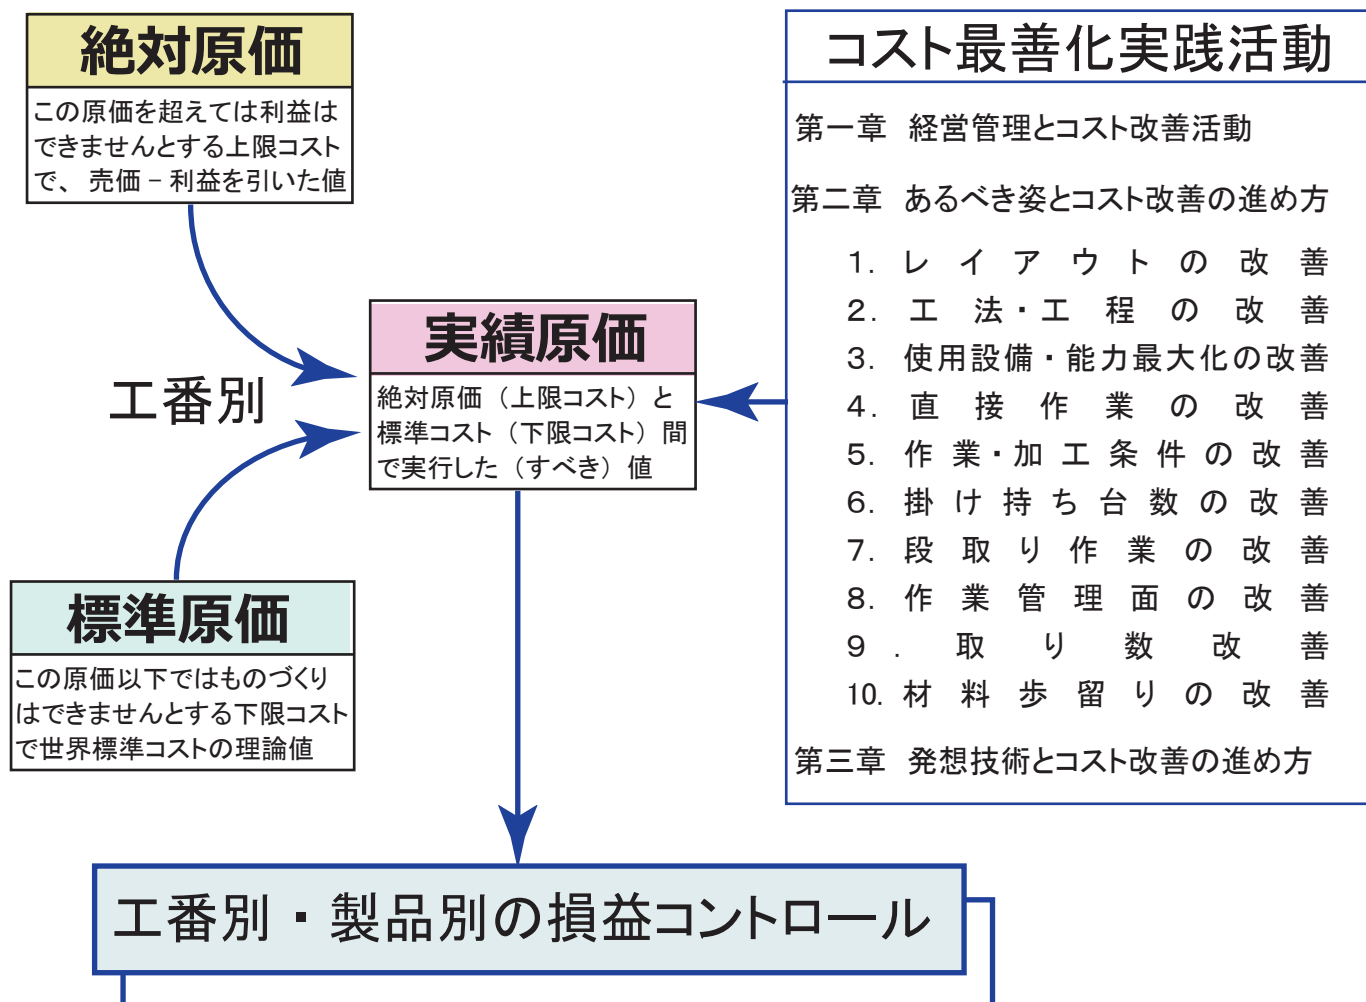 絶対原価
この原価を超えては利益は
できませんとする上限コスト
で、売価－利益を引いた値
工番別
実績原価
絶対原価（上限コスト）と
標準コスト（下限コスト）間
で実行した（すべき）値
標準原価
この原価以下ではものづくり
はできませんとする下限コスト
で世界標準コストの理論値
コスト最善化実践活動
第一章 経営管理とコスト改善活動
第二章 あるべき姿とコスト改善の進め方
1. レイアウトの改善
2. 工法・工程の改善
3. 使用設備・能力最大化の改善
4. 直接作業の改善
5. 作業・加工条件の改善
6. 掛け持ち台数の改善
7. 段取り作業の改善
8. 作業管理面の改善
9. 取り数改善
10. 材料歩留りの改善
第三章 発想技術とコスト改善の進め方
工番別・製品別の損益コントロール